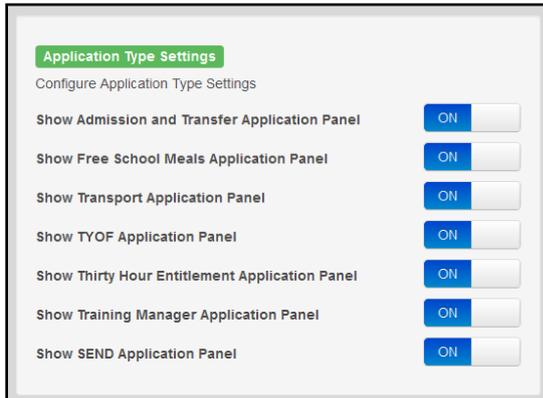 Application Type Settings
Configure Application Type Settings
Show Admission and Transfer Application Panel ON
Show Free School Meals Application Panel ON
Show Transport Application Panel ON
Show TYOF Application Panel ON
Show Thirty Hour Entitlement Application Panel ON
Show Training Manager Application Panel ON
Show SEND Application Panel ON